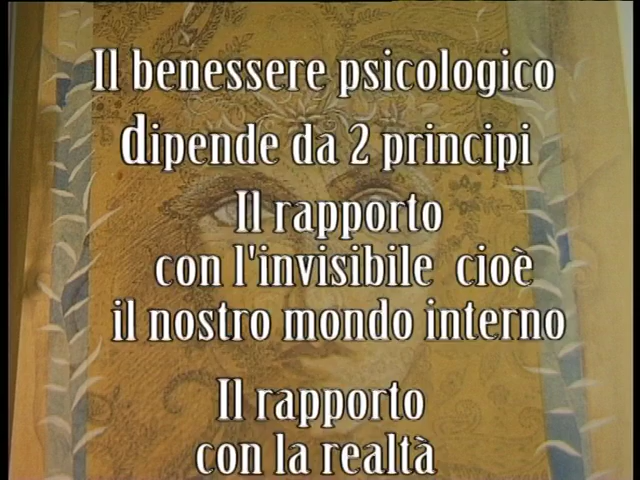 Il benessere psicologico
dipende da 2 principi
Il rapporto
con l'invisibile cioè
il nostro mondo interno
Il rapporto
con la realtà